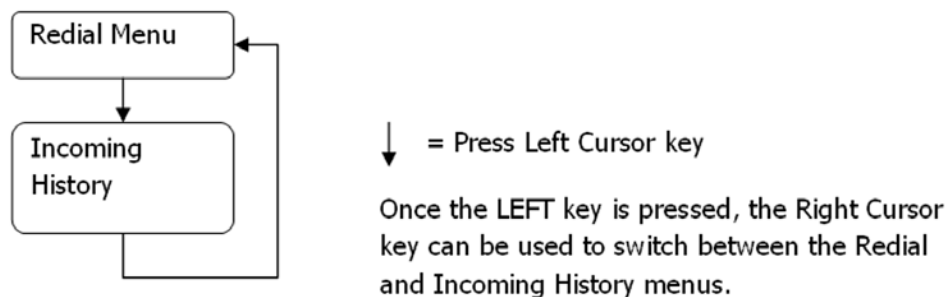 Redial Menu
Incoming
History
= Press Left Cursor key
Once the LEFT key is pressed, the Right Cursor
key can be used to switch between the Redial
and Incoming History menus.